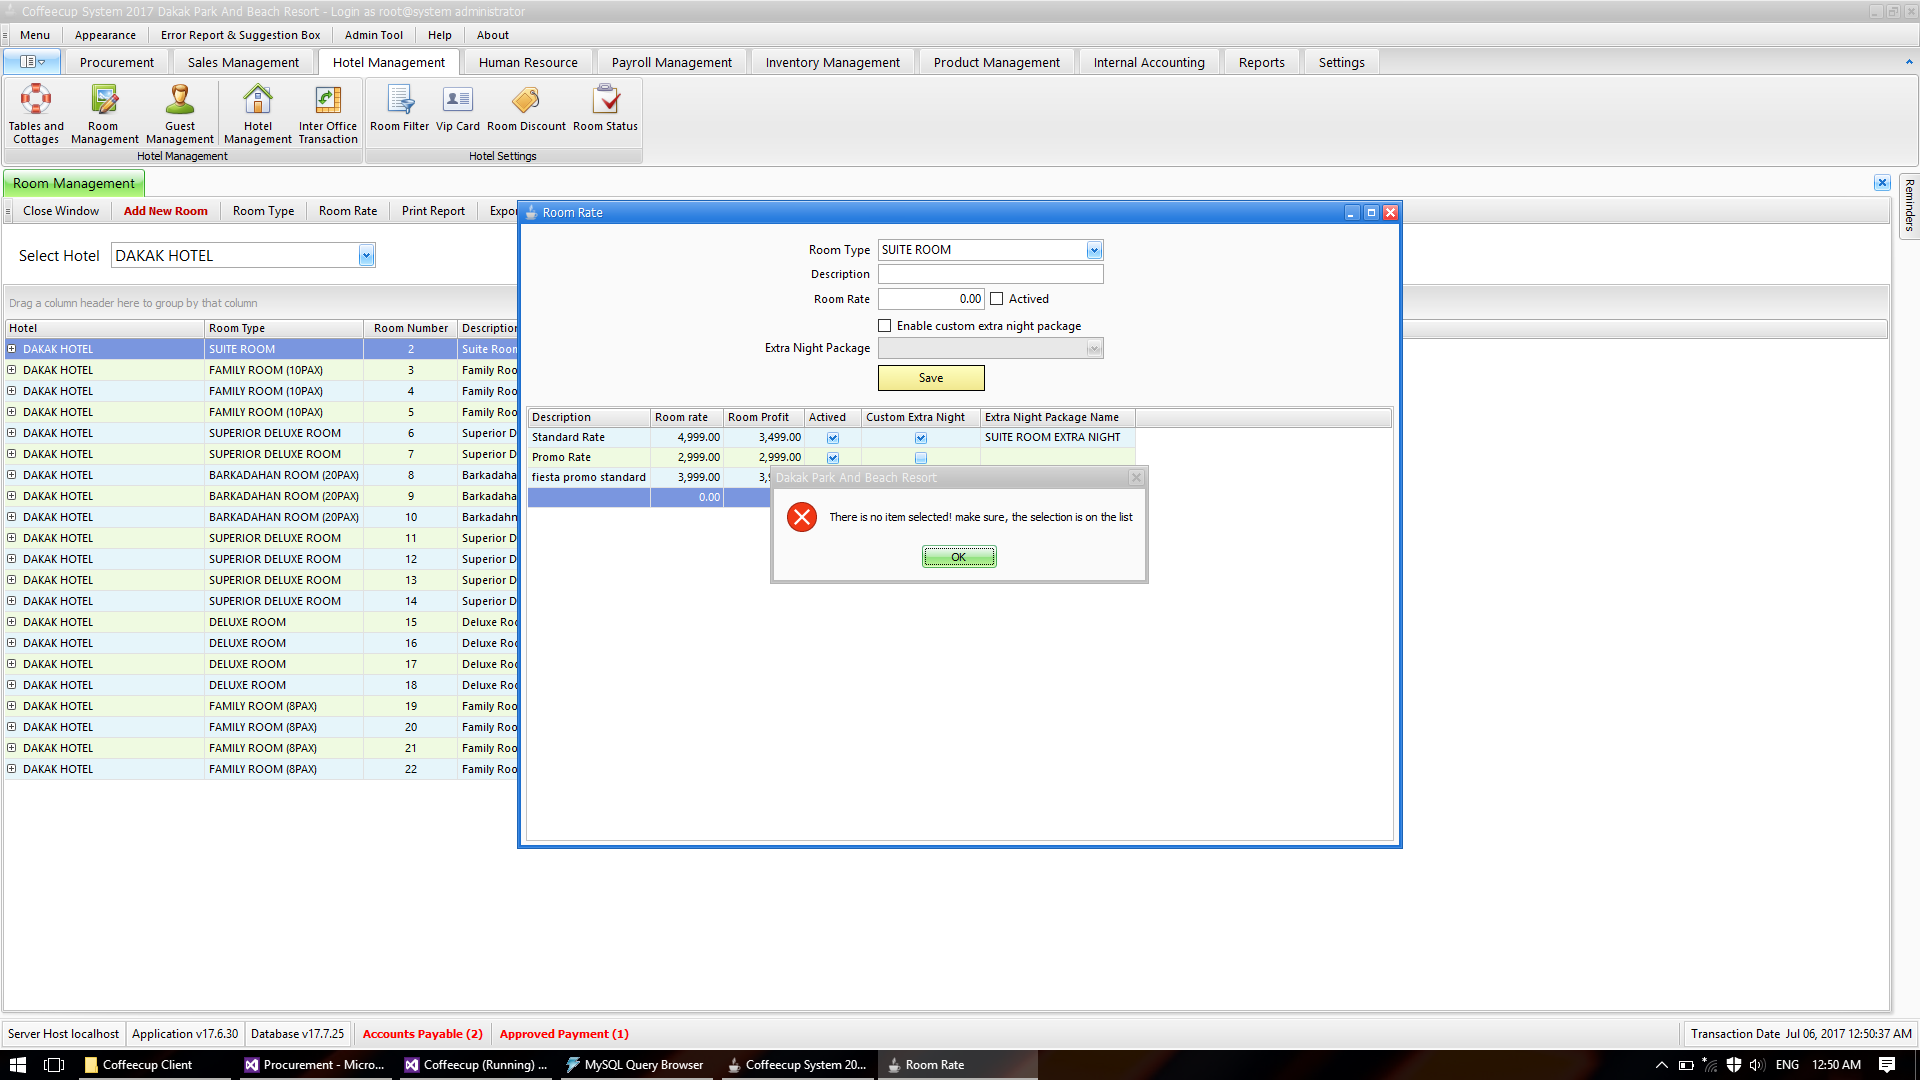 Coffeecup System 2017 Dakak Park And Beach Resort - Login as root@system administrator
Menu Appearance Error Report & Suggestion Box Admin Tool Help About
Procurement Sales Management Hotel Management Human Resource Payroll Management Inventory Management Product Management Internal Accounting Reports Settings
Tables and Cottages Room Management Guest Management Hotel Management Inter Office Transaction Room Filter Vip Card Room Discount Room Status
Hotel Management Hotel Settings
Room Management
Reminders
Close Window Add New Room Room Type Room Rate Print Report Expo
Select Hotel DAKAK HOTEL
Drag a column header here to group by that column
Hotel Room Type Room Number Description
DAKAK HOTEL SUITE ROOM 2 Suite Room
DAKAK HOTEL FAMILY ROOM (10PAX) 3 Family Roo
DAKAK HOTEL FAMILY ROOM (10PAX) 4 Family Roo
DAKAK HOTEL FAMILY ROOM (10PAX) 5 Family Roo
DAKAK HOTEL SUPERIOR DELUXE ROOM 6 Superior D
DAKAK HOTEL SUPERIOR DELUXE ROOM 7 Superior D
DAKAK HOTEL BARKADAHAN ROOM (20PAX) 8 Barkadaha
DAKAK HOTEL BARKADAHAN ROOM (20PAX) 9 Barkadaha
DAKAK HOTEL BARKADAHAN ROOM (20PAX) 10 Barkadahn
DAKAK HOTEL SUPERIOR DELUXE ROOM 11 Superior D
DAKAK HOTEL SUPERIOR DELUXE ROOM 12 Superior D
DAKAK HOTEL SUPERIOR DELUXE ROOM 13 Superior D
DAKAK HOTEL SUPERIOR DELUXE ROOM 14 Superior D
DAKAK HOTEL DELUXE ROOM 15 Deluxe Roo
DAKAK HOTEL DELUXE ROOM 16 Deluxe Roo
DAKAK HOTEL DELUXE ROOM 17 Deluxe Roo
DAKAK HOTEL DELUXE ROOM 18 Deluxe Roo
DAKAK HOTEL FAMILY ROOM (8PAX) 19 Family Roo
DAKAK HOTEL FAMILY ROOM (8PAX) 20 Family Roo
DAKAK HOTEL FAMILY ROOM (8PAX) 21 Family Roo
DAKAK HOTEL FAMILY ROOM (8PAX) 22 Family Roo
Room Rate
Room Type SUITE ROOM
Description
Room Rate 0.00 Actived
Enable custom extra night package
Extra Night Package
Save
Description Room rate Room Profit Actived Custom Extra Night Extra Night Package Name
Standard Rate 4,999.00 3,499.00 SUITE ROOM EXTRA NIGHT
Promo Rate 2,999.00 2,999.00
fiesta promo standard 3,999.00 3,9
0.00
Dakak Park And Beach Resort
There is no item selected! make sure, the selection is on the list
OK
Server Host localhost Application v17.6.30 Database v17.7.25 Accounts Payable (2) Approved Payment (1) Transaction Date Jul 06, 2017 12:50:37 AM
Coffeecup Client Procurement - Micro... Coffeecup (Running) ... MySQL Query Browser Coffeecup System 20... Room Rate ENG 12:50 AM